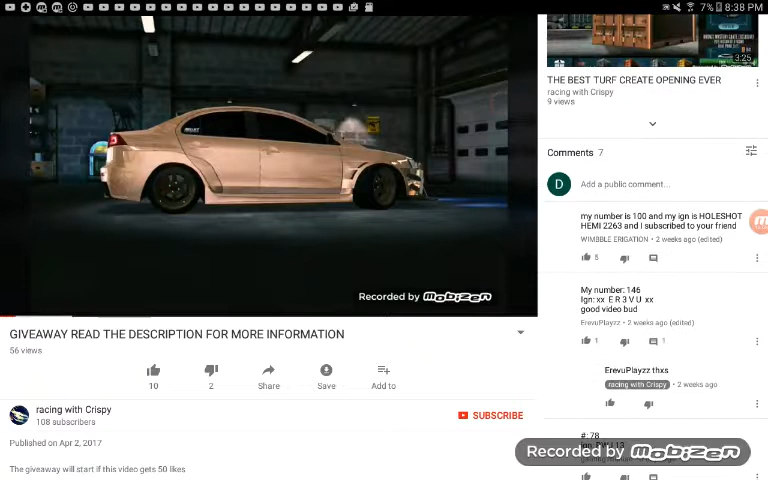 7% 8:38 PM
3:25
THE BEST TURF CREATE OPENING EVER
racing with Crispy
9 views
Comments 7
D Add a public comment...
my number is 100 and my ign is HOLESHOT
HEMI 2263 and I subscribed to your friend
WIMBBLE ERIGATION • 2 weeks ago (edited)
5
My number: 146
Ign: xx E R 3 V U xx
good video bud
ErevuPlayzz • 2 weeks ago (edited)
1 1
ErevuPlayzz thxs
racing with Crispy • 2 weeks ago
#: 78
Recorded by mobizen
Recorded by mobizen
GIVEAWAY READ THE DESCRIPTION FOR MORE INFORMATION
56 views
10 2 Share Save Add to
racing with Crispy
108 subscribers
SUBSCRIBE
Published on Apr 2, 2017
The giveaway will start if this video gets 50 likes